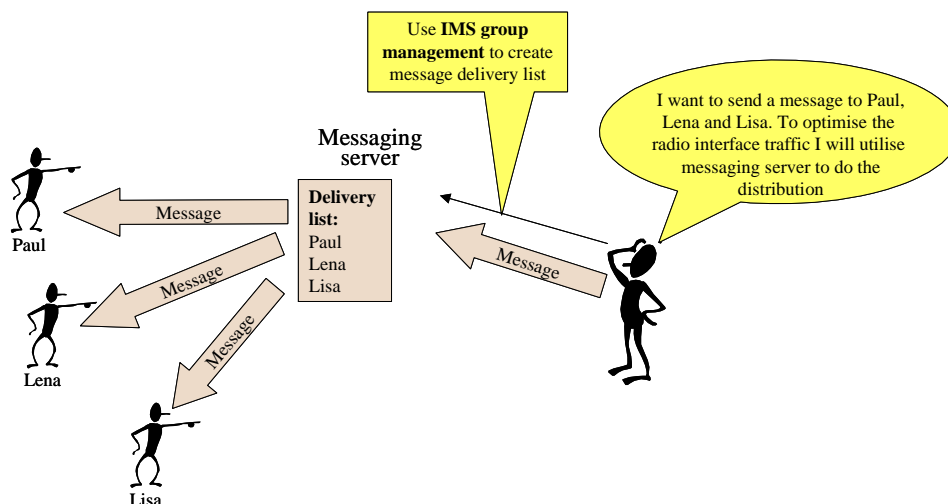 Use IMS group
management to create
message delivery list
I want to send a message to Paul,
Lena and Lisa. To optimise the
radio interface traffic I will utilise
messaging server to do the
distribution
Messaging
server
Delivery
list:
Paul
Lena
Lisa
Message
Paul
Message
Message
Lena
Message
Lisa